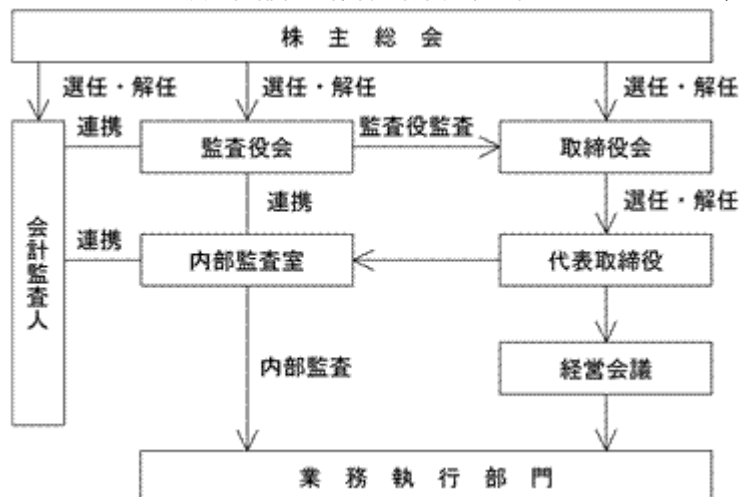 株主総会
選任・解任
選任・解任
選任・解任
連携
監査役会
監査役監査
取締役会
連携
選任・解任
会計監査人
連携
内部監査室
代表取締役
内部監査
経営会議
業務執行部門